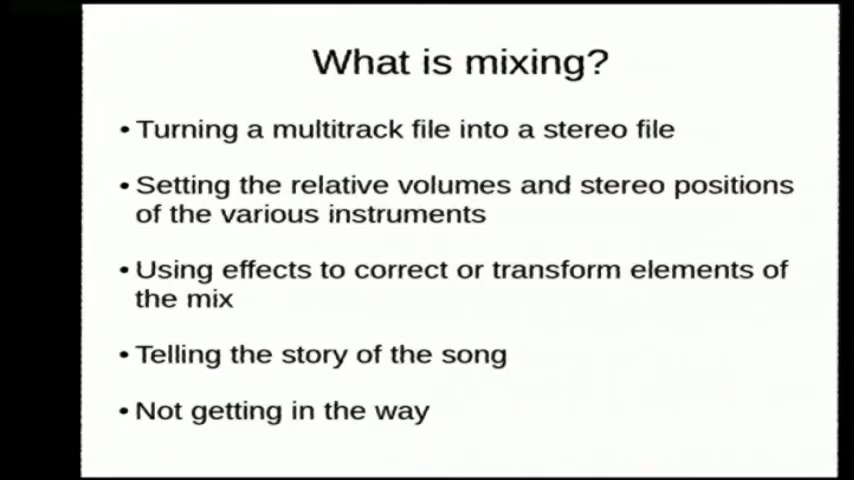 What is mixing?
• Turning a multitrack file into a stereo file
• Setting the relative volumes and stereo positions
of the various instruments
• Using effects to correct or transform elements of
the mix
• Telling the story of the song
• Not getting in the way